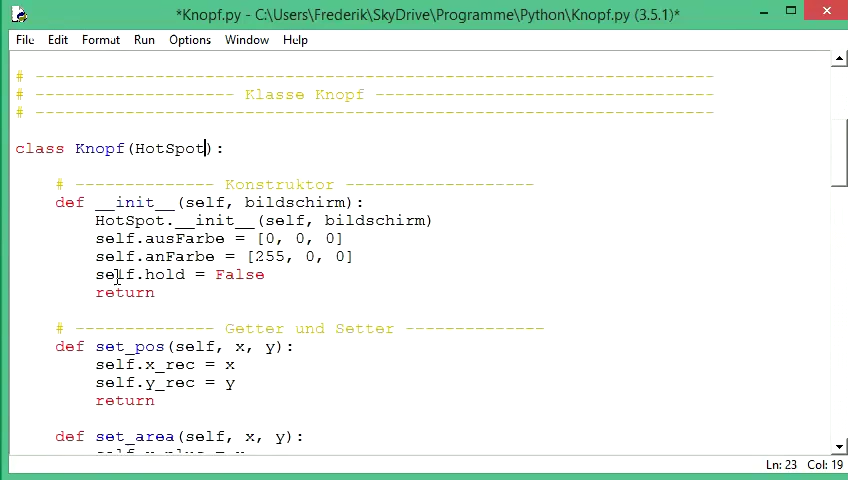 *Knopf.py - C:\Users\Frederik\SkyDrive\Programme\Python\Knopf.py (3.5.1)*
File Edit Format Run Options Window Help
# --------------------------------------------------------------------
# -------------------- Klasse Knopf ----------------------------------
# --------------------------------------------------------------------
class Knopf(HotSpot):
# -------------- Konstruktor -------------------
def __init__(self, bildschirm):
HotSpot.__init__(self, bildschirm)
self.ausFarbe = [0, 0, 0]
self.anFarbe = [255, 0, 0]
self.hold = False
return
# -------------- Getter und Setter --------------
def set_pos(self, x, y):
self.x_rec = x
self.y_rec = y
return
def set_area(self, x, y):
Ln: 23 Col: 19